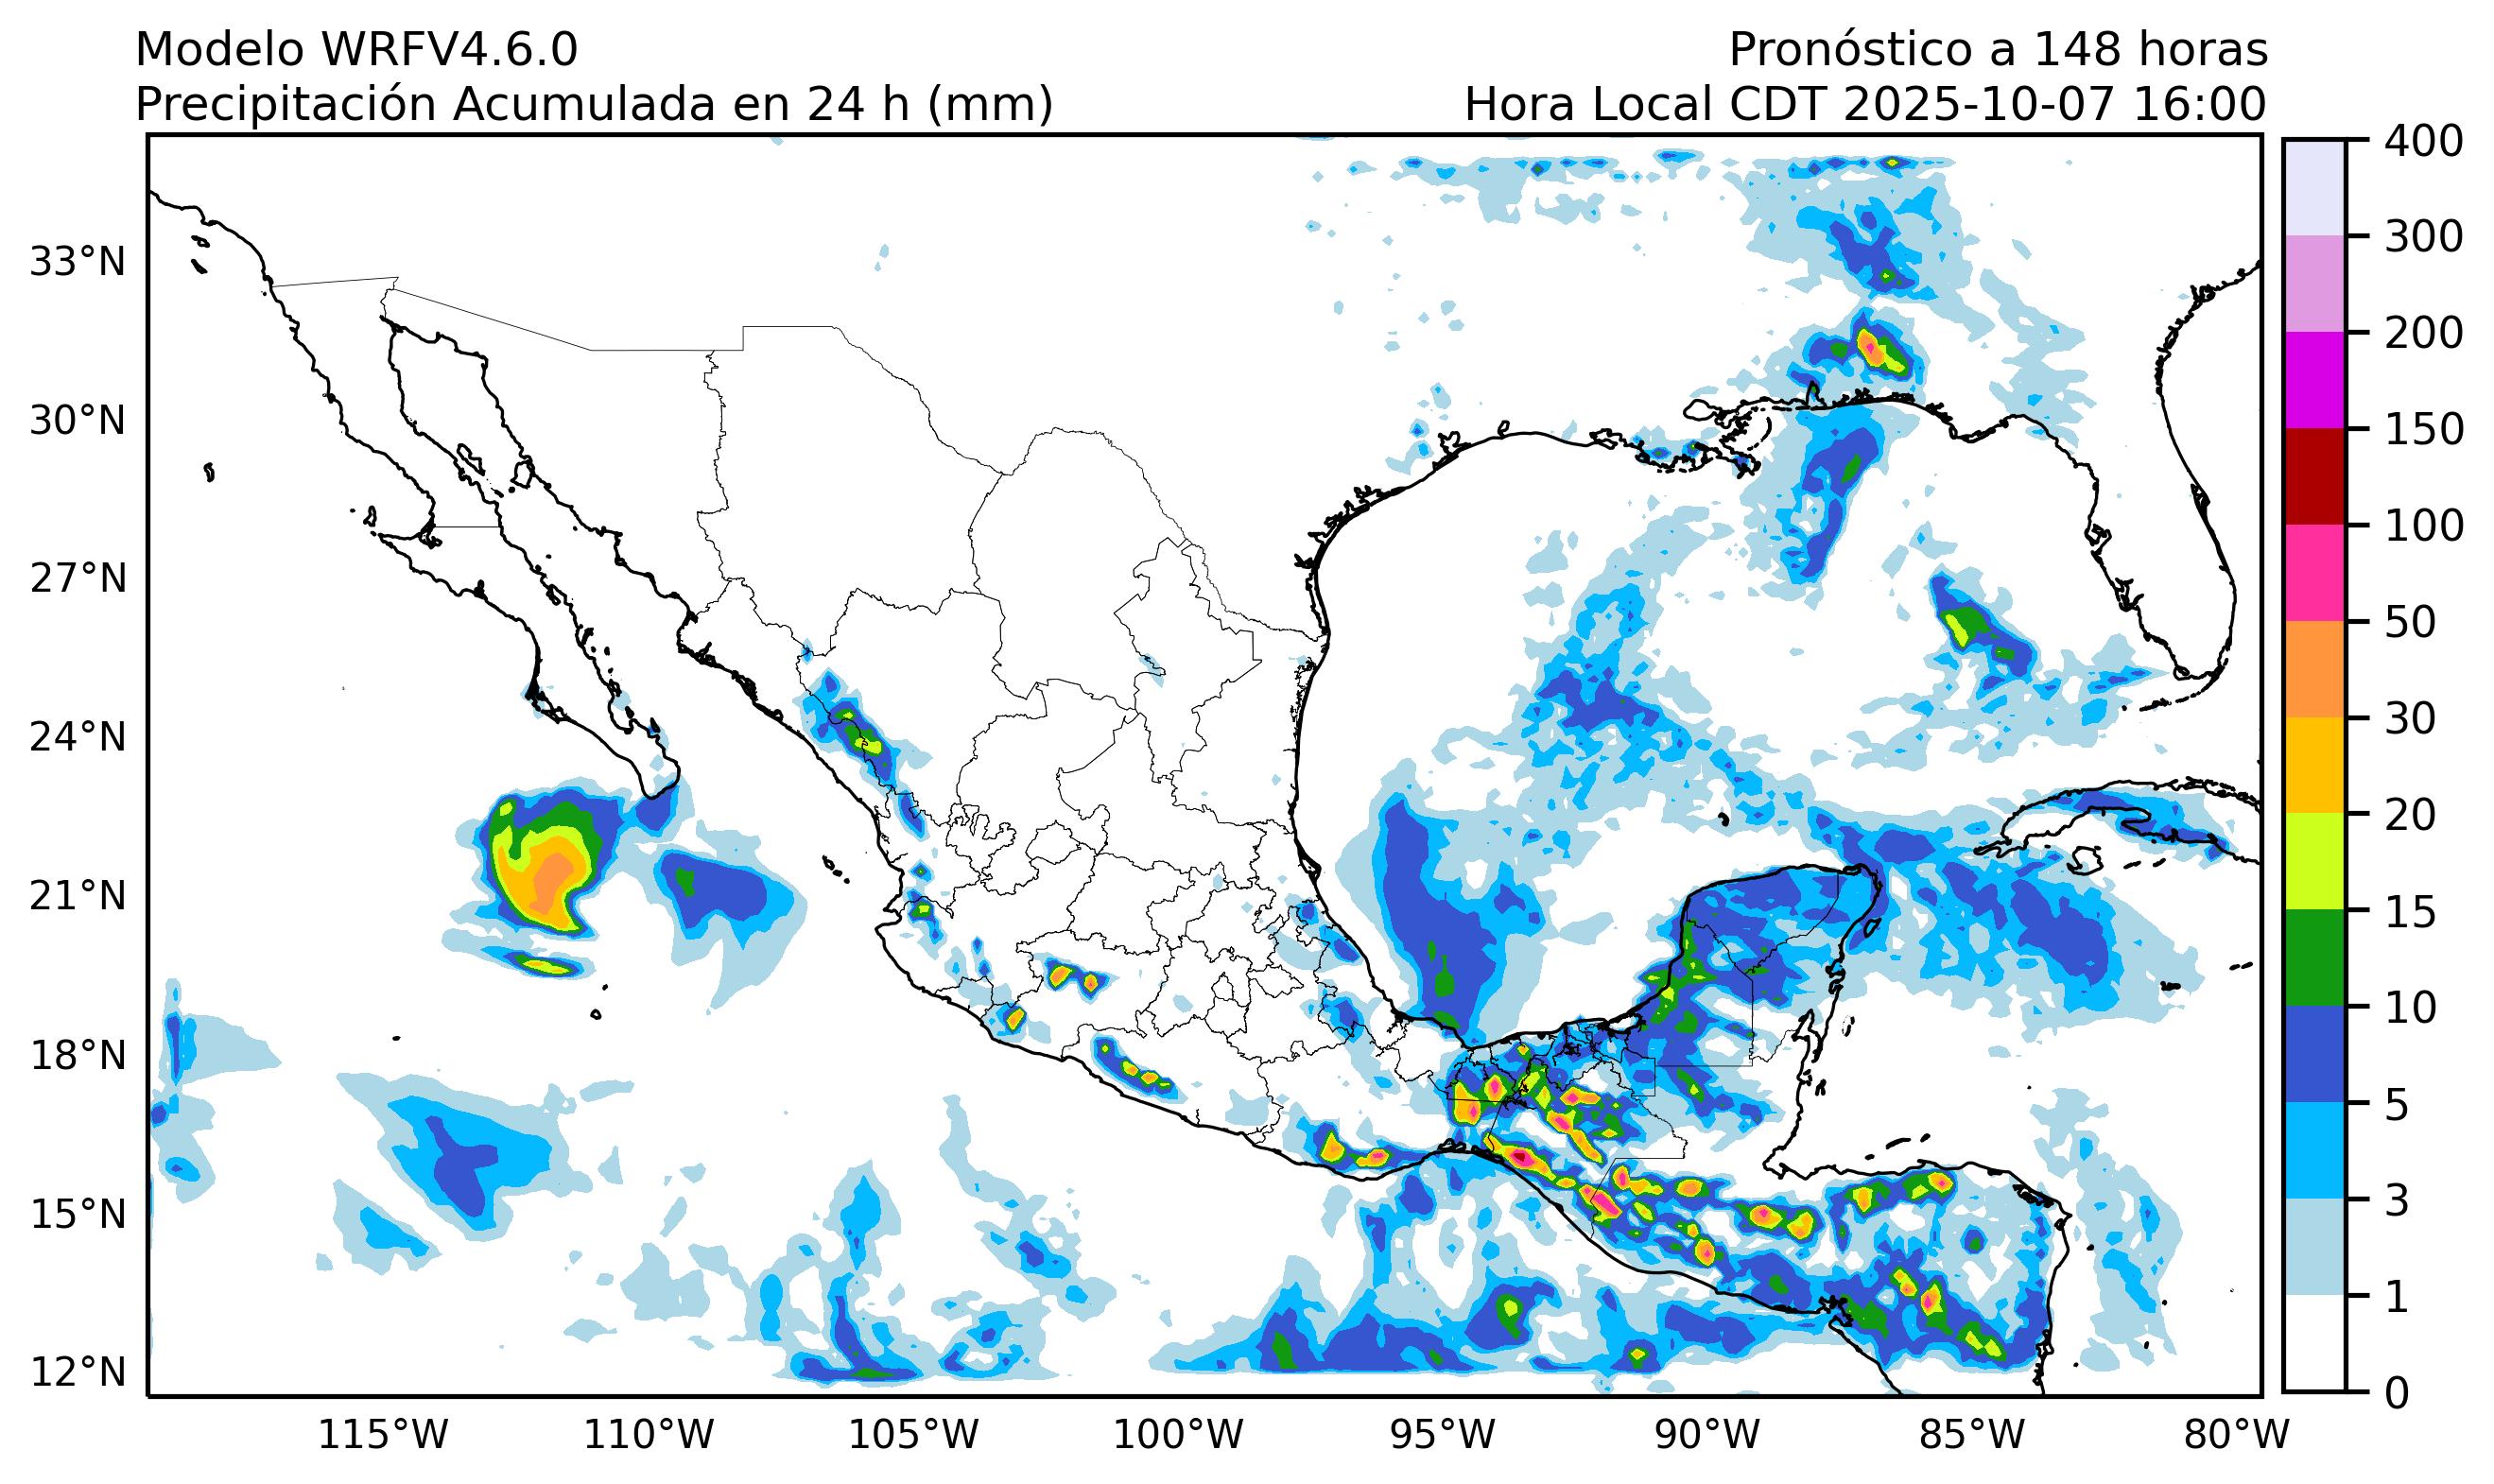 Modelo WRFV4.6.0
Pronóstico a 148 horas
Precipitación Acumulada en 24 h (mm)
Hora Local CDT 2025-10-07 16:00
33°N
30°N
27°N
24°N
21°N
18°N
15°N
12°N
115°W
110°W
105°W
100°W
95°W
90°W
85°W
80°W
400
300
200
150
100
50
30
20
15
10
5
3
1
0